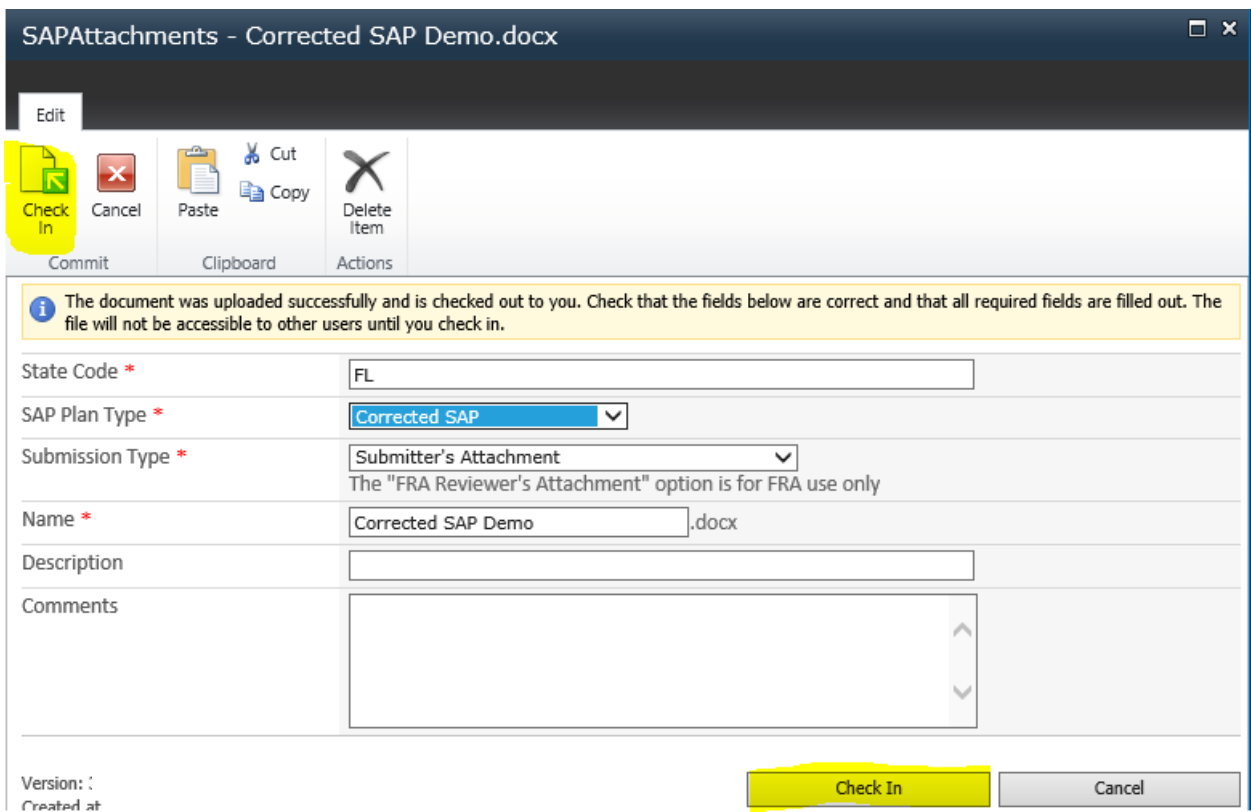 SAPAttachments - Corrected SAP Demo.docx
Edit
Check In
Cancel
Paste
Cut
Copy
Delete Item
Commit
Clipboard
Actions
The document was uploaded successfully and is checked out to you. Check that the fields below are correct and that all required fields are filled out. The
file will not be accessible to other users until you check in.
State Code *
FL
SAP Plan Type *
Corrected SAP
Submission Type *
Submitter's Attachment
The "FRA Reviewer's Attachment" option is for FRA use only
Name *
Corrected SAP Demo .docx
Description
Comments
Version:
Check In
Cancel
Created at